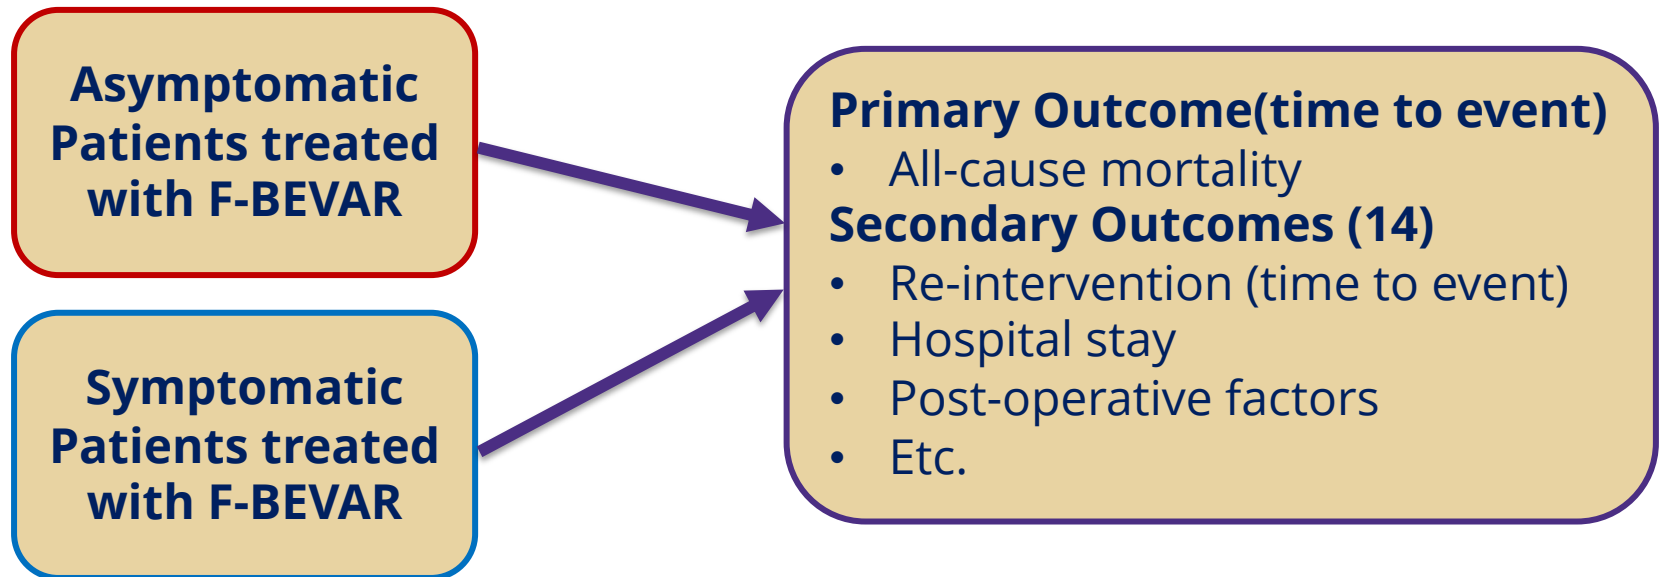 Asymptomatic
Patients treated
with F-BEVAR
Symptomatic
Patients treated
with F-BEVAR
Primary Outcome(time to event)
• All-cause mortality
Secondary Outcomes (14)
• Re-intervention (time to event)
• Hospital stay
• Post-operative factors
• Etc.